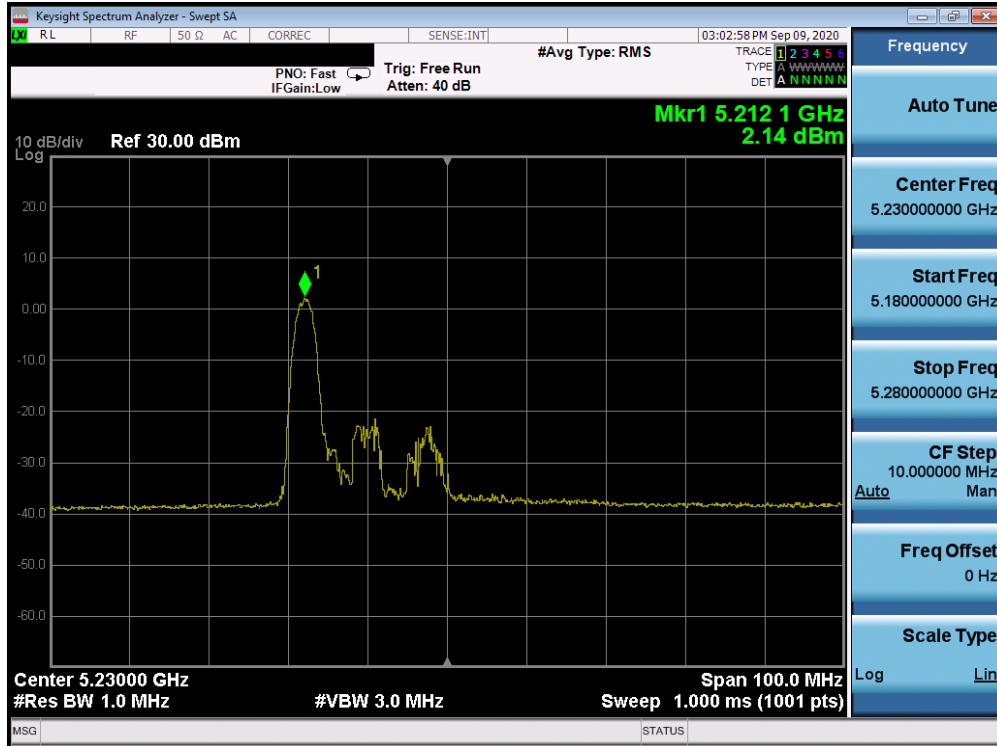 Keysight Spectrum Analyzer - Swept SA
LXI RL RF 50 Ω AC CORREC SENSE:INT 03:02:58 PM Sep 09, 2020
#Avg Type: RMS
TRACE 1 2 3 4 5 6
TYPE A WWWWW
DET A N N N N N
PNO: Fast
IFGain:Low
Trig: Free Run
Atten: 40 dB
Mkr1 5.212 1 GHz
2.14 dBm
10 dB/div
Log
Ref 30.00 dBm
20.0
10.0
0.00
-10.0
-20.0
-30.0
-40.0
-50.0
-60.0
1
Center 5.23000 GHz
Span 100.0 MHz
#Res BW 1.0 MHz
#VBW 3.0 MHz
Sweep 1.000 ms (1001 pts)
MSG
STATUS
Frequency
Auto Tune
Center Freq
5.230000000 GHz
Start Freq
5.180000000 GHz
Stop Freq
5.280000000 GHz
CF Step
10.000000 MHz
Auto Man
Freq Offset
0 Hz
Scale Type
Log Lin